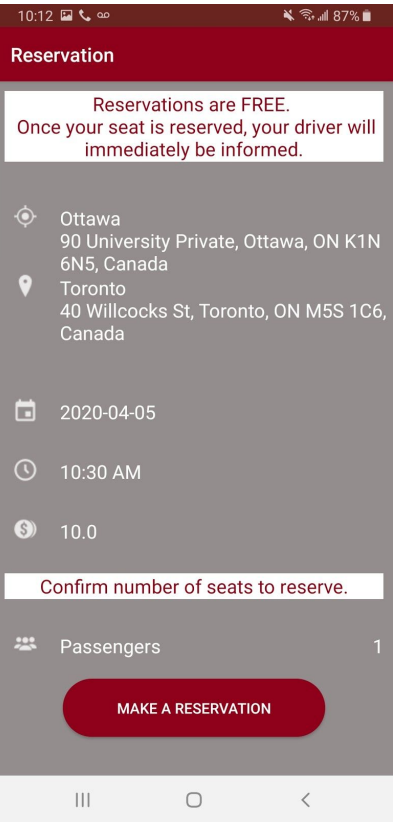 10:12
87%
Reservation
Reservations are FREE.
Once your seat is reserved, your driver will
immediately be informed.
Ottawa
90 University Private, Ottawa, ON K1N
6N5, Canada
Toronto
40 Willcocks St, Toronto, ON M5S 1C6,
Canada
2020-04-05
10:30 AM
10.0
Confirm number of seats to reserve.
Passengers 1
MAKE A RESERVATION